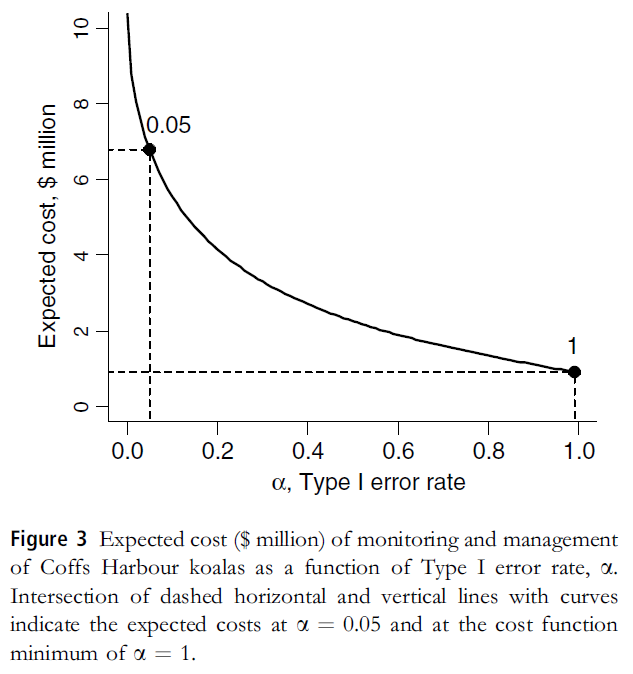 10
8
6
4
2
0
Expected cost, $ million
0.05
1
0.0 0.2 0.4 0.6 0.8 1.0
α, Type I error rate
Figure 3 Expected cost ($ million) of monitoring and management
of Coffs Harbour koalas as a function of Type I error rate, α.
Intersection of dashed horizontal and vertical lines with curves
indicate the expected costs at α = 0.05 and at the cost function
minimum of α = 1.